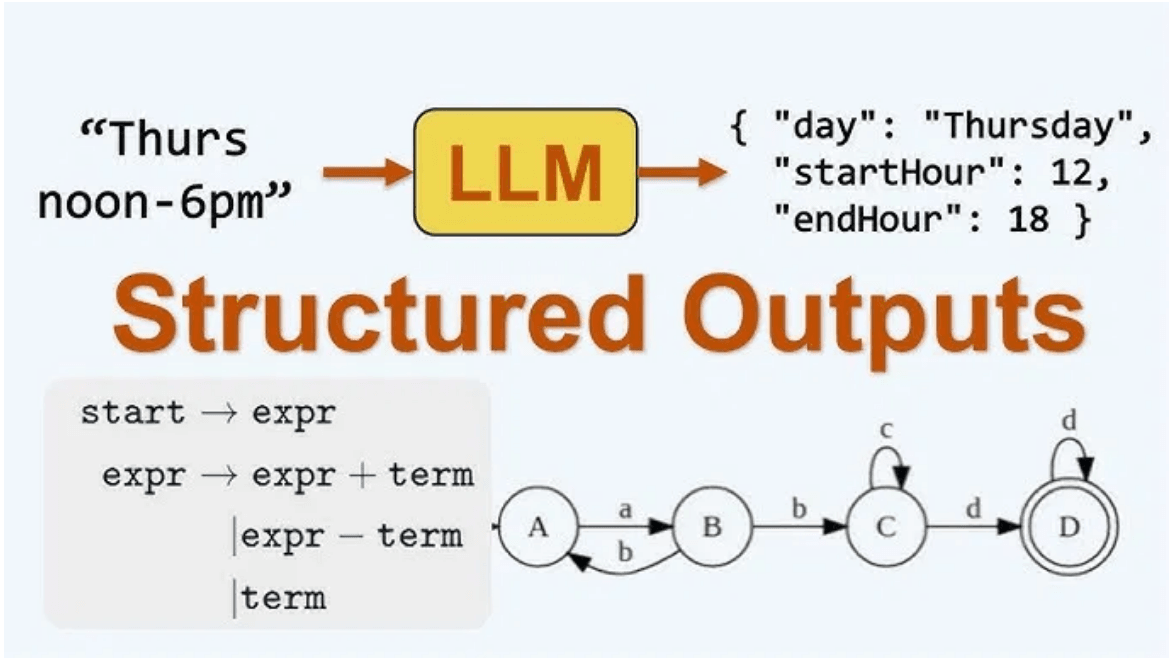 “Thurs
noon-6pm”
LLM
{ "day": "Thursday",
"startHour": 12,
"endHour": 18 }
Structured Outputs
start → expr
expr → expr + term
|expr − term
|term
A
a
b
B
b
C
c
d
D
d